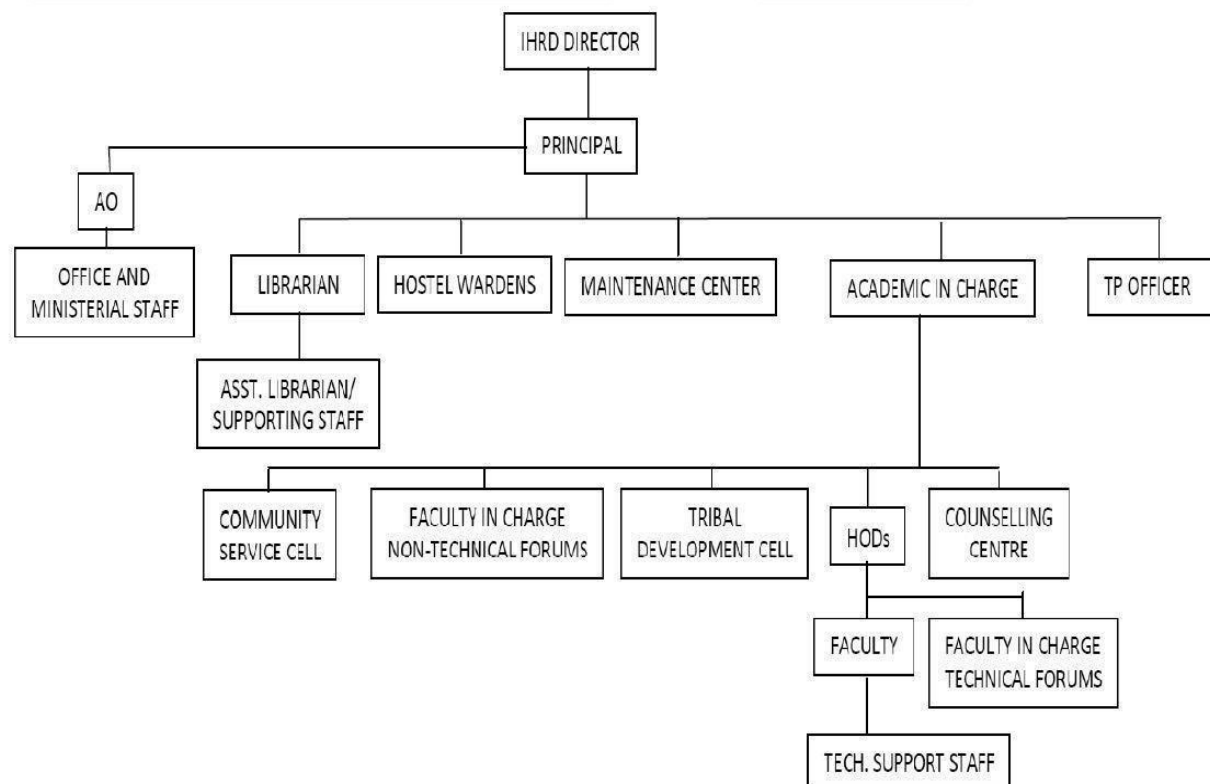 IHRD DIRECTOR
PRINCIPAL
AO
OFFICE AND
MINISTERIAL STAFF
LIBRARIAN
HOSTEL WARDENS
MAINTENANCE CENTER
ACADEMIC IN CHARGE
TP OFFICER
ASST. LIBRARIAN/
SUPPORTING STAFF
COMMUNITY
SERVICE CELL
FACULTY IN CHARGE
NON-TECHNICAL FORUMS
TRIBAL
DEVELOPMENT CELL
HODs
COUNSELLING
CENTRE
FACULTY
FACULTY IN CHARGE
TECHNICAL FORUMS
TECH. SUPPORT STAFF